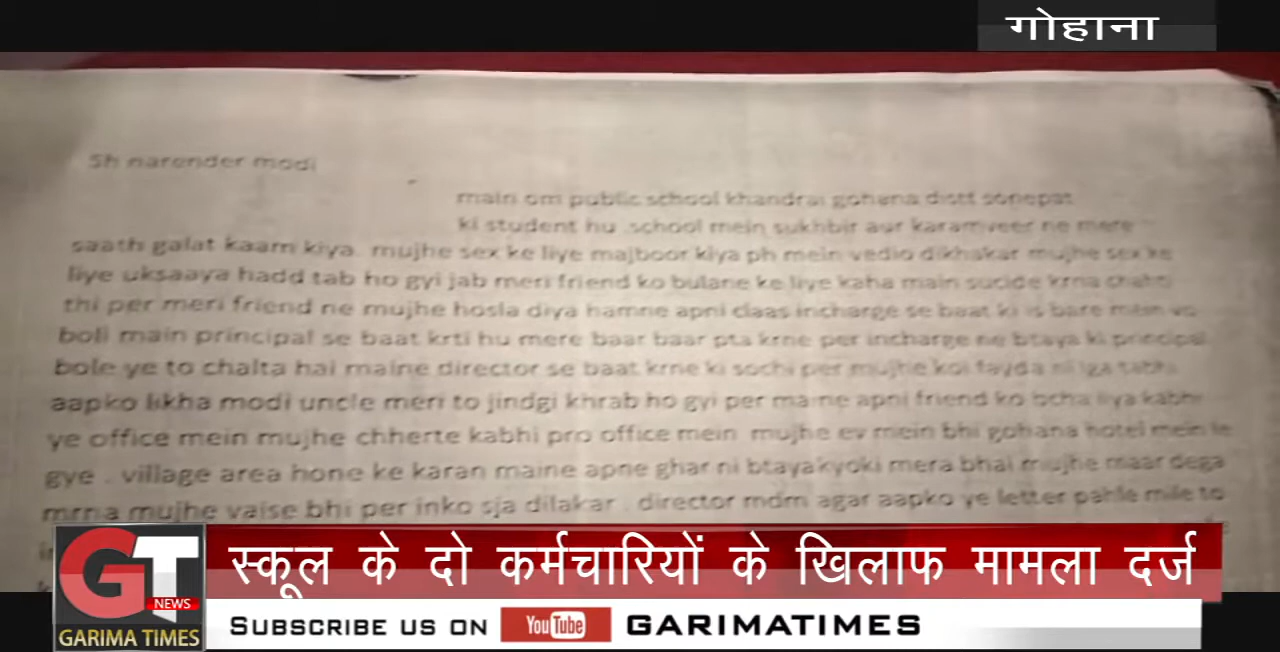 गोहाना
Sh narender modi
main om public school khandrai gohana distt sonepat
ki student hu .school mein sukhbir aur karamveer ne mere
saath galat kaam kiya. mujhe sex ke liye majboor kiya ph mein vedio dikhakar mujhe sex ke
liye uksaaya hadd tab ho gyi jab meri friend ko bulane ke liye kaha main sucide krna chahti
thi per meri friend ne mujhe hosla diya hamne apni claas incharge se baat ki is bare mein vo
boli main principal se baat krti hu mere baar baar pta krne per incharge ne btaya ki principal
bole ye to chalta hai maine director se baat krne ki sochi per mujhe koi fayda ni lga tabhi
aapko likha modi uncle meri to jindgi khrab ho gyi per maine apni friend ko bcha liya kabhi
ye office mein mujhe chherte kabhi pro office mein mujhe ev mein bhi gohana hotel mein le
gye . village area hone ke karan maine apne ghar ni btaya kyoki mera bhai mujhe maar dega
mrna mujhe vaise bhi per inko sja dilakar . director mdm agar aapko ye letter pahle mile to
स्कूल के दो कर्मचारियों के खिलाफ मामला दर्ज
GT NEWS
GARIMA TIMES
SUBSCRIBE US ON YouTube GARIMATIMES